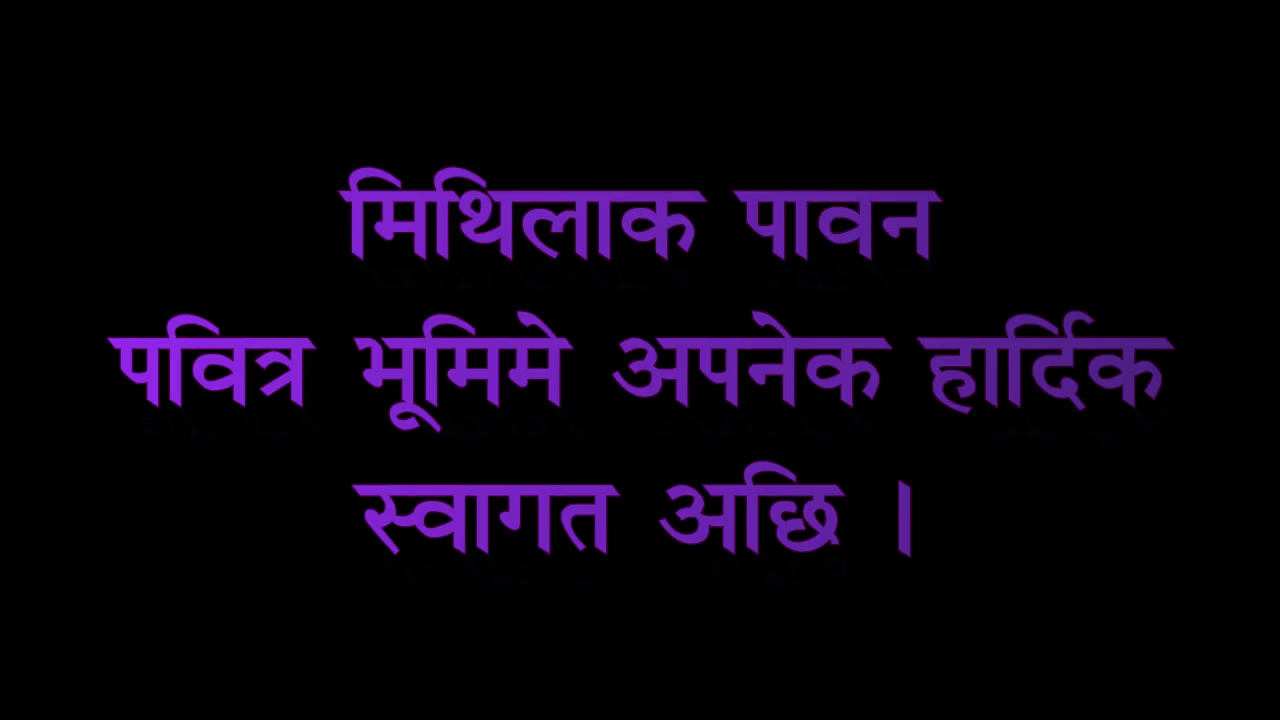 मिथिलाक पावन
पवित्र भूमिमे अपनेक हार्दिक
स्वागत अछि ।